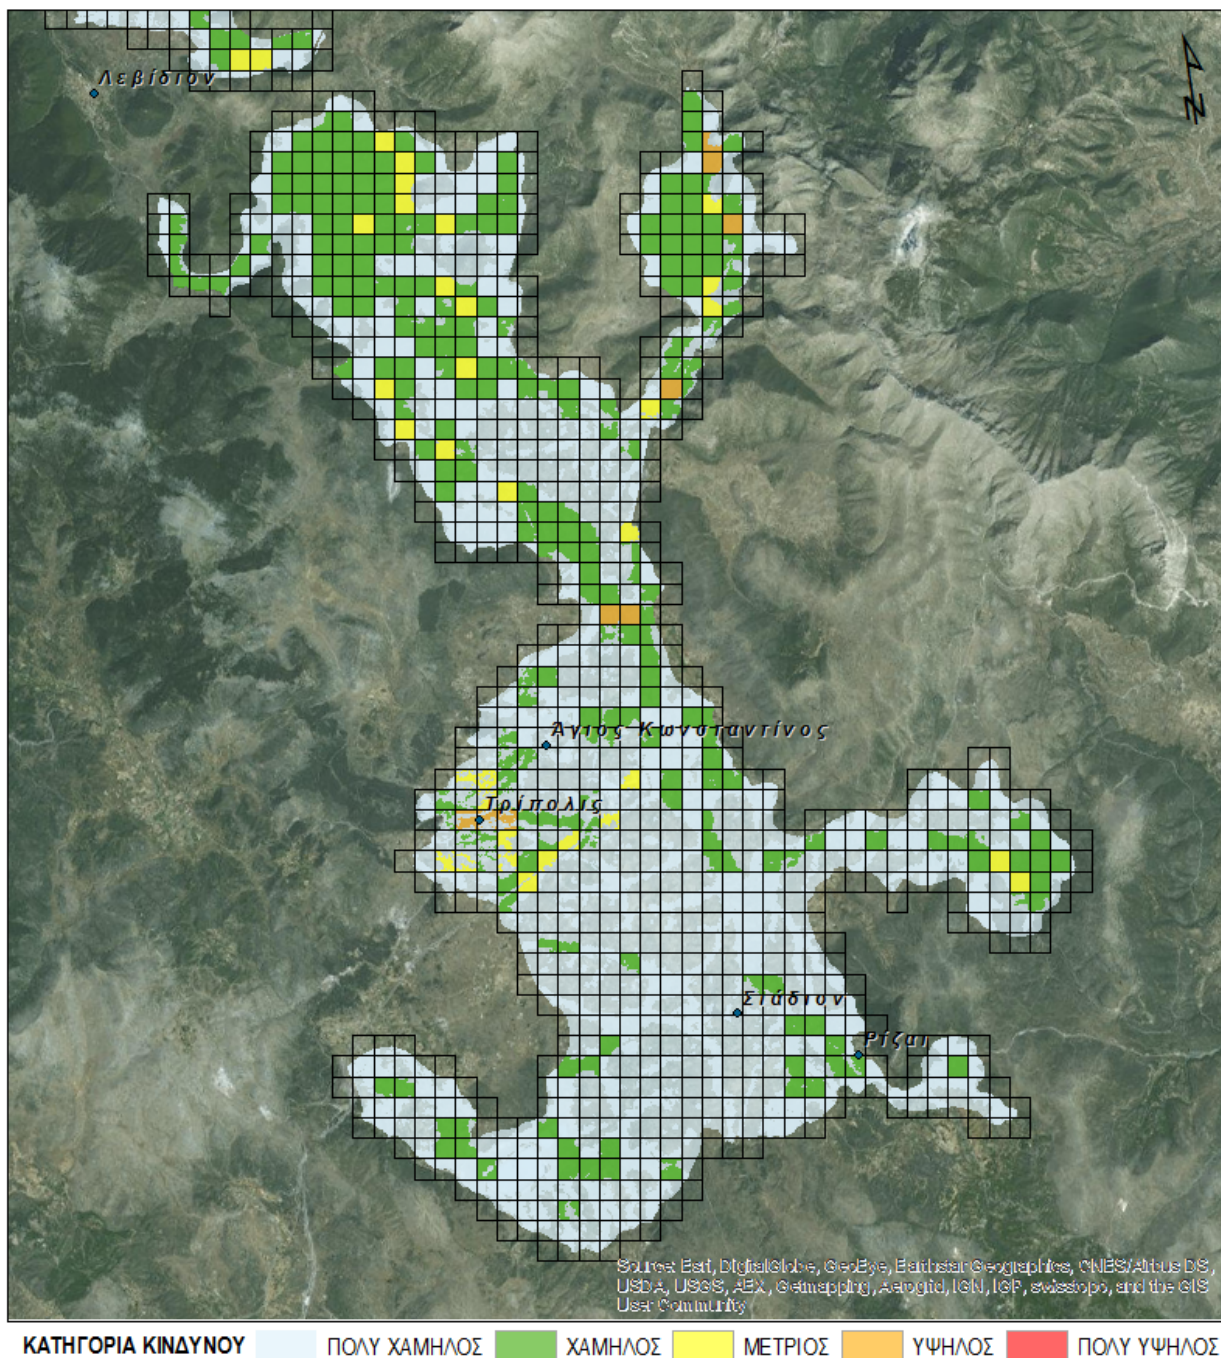 Λεβίδιον
N
Άγιος Κωνσταντίνος
Τρίπολις
Στάδιον
Ρίζαι
Source: Esri, DigitalGlobe, GeoEye, Earthstar Geographics, CNES/Airbus DS,
USDA, USGS, AEX, Getmapping, Aerogrid, IGN, IGP, swisstopo, and the GIS
User Community
ΚΑΤΗΓΟΡΙΑ ΚΙΝΔΥΝΟΥ ΠΟΛΥ ΧΑΜΗΛΟΣ ΧΑΜΗΛΟΣ ΜΕΤΡΙΟΣ ΥΨΗΛΟΣ ΠΟΛΥ ΥΨΗΛΟΣ